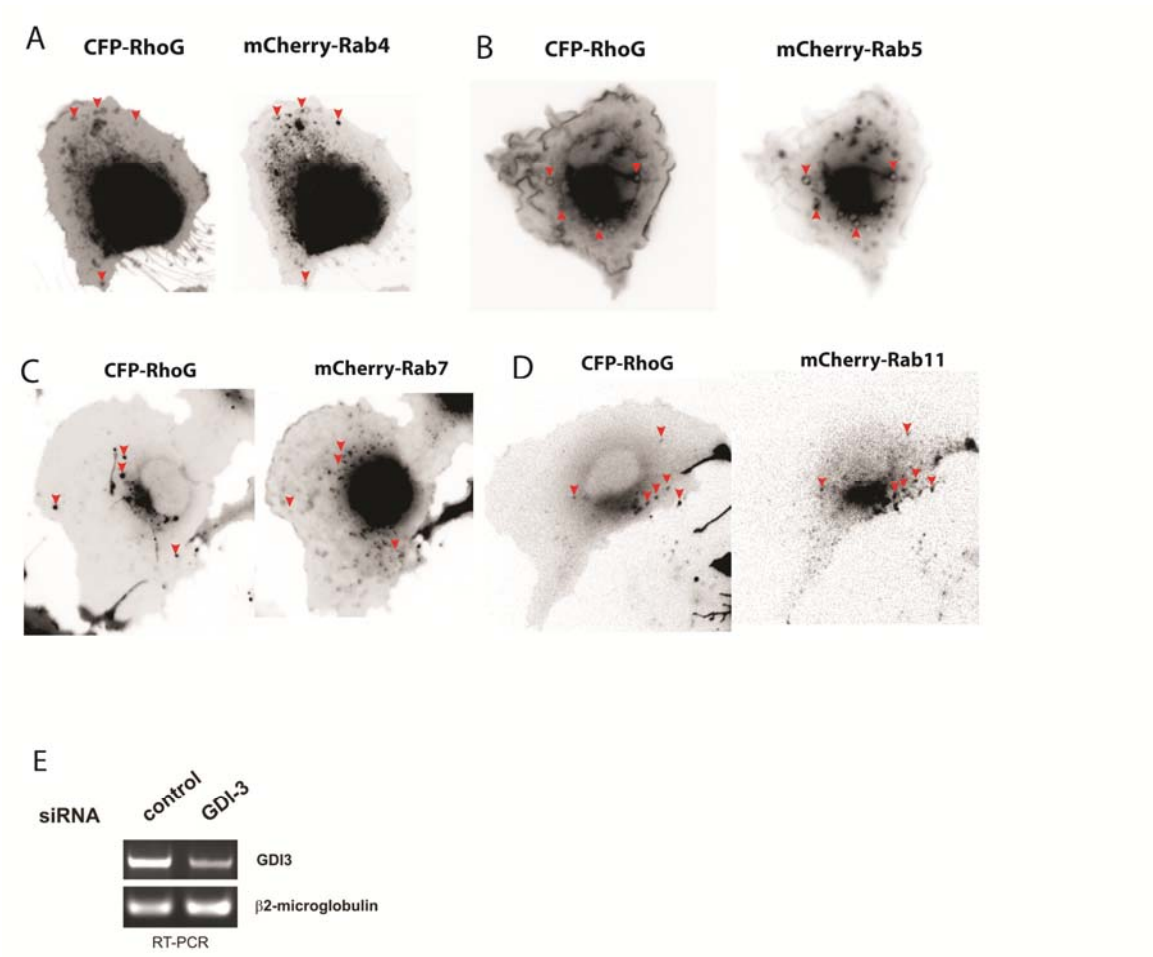 A
CFP-RhoG
mCherry-Rab4
B
CFP-RhoG
mCherry-Rab5
C
CFP-RhoG
mCherry-Rab7
D
CFP-RhoG
mCherry-Rab11
E
siRNA
control
GDI-3
GDI3
β2-microglobulin
RT-PCR